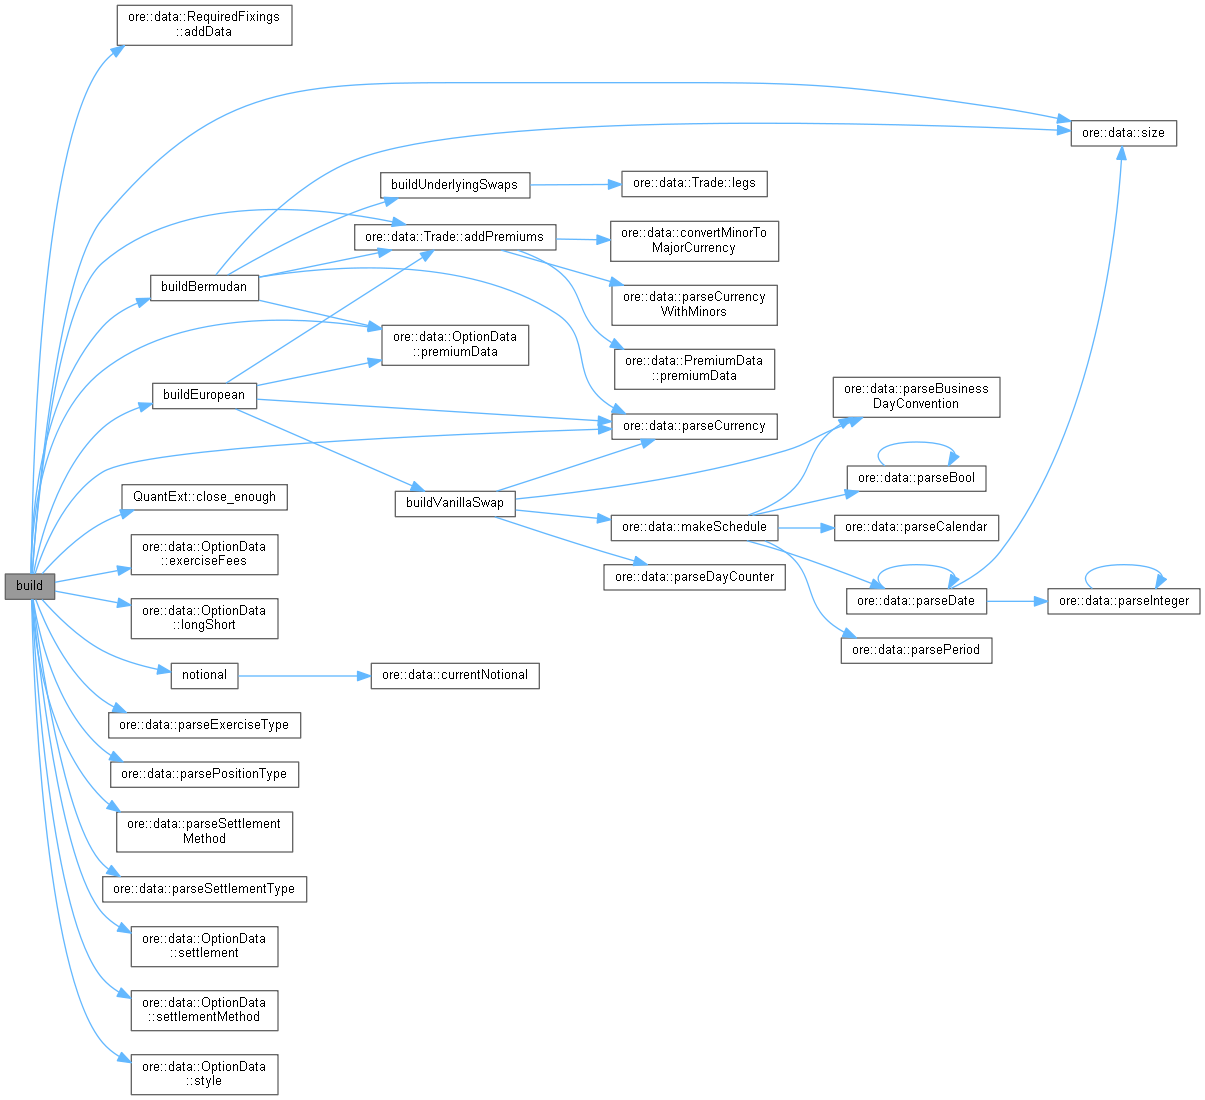 ore::data::RequiredFixings
::addData
ore::data::size
buildUnderlyingSwaps
ore::data::Trade::legs
ore::data::Trade::addPremiums
ore::data::convertMinorTo
MajorCurrency
buildBermudan
ore::data::parseCurrency
WithMinors
ore::data::OptionData
::premiumData
ore::data::PremiumData
::premiumData
buildEuropean
ore::data::parseBusiness
DayConvention
ore::data::parseCurrency
ore::data::parseBool
QuantExt::close_enough
buildVanillaSwap
ore::data::makeSchedule
ore::data::parseCalendar
ore::data::OptionData
::exerciseFees
ore::data::parseDayCounter
build
ore::data::parseDate
ore::data::parseInteger
ore::data::OptionData
::longShort
ore::data::parsePeriod
notional
ore::data::currentNotional
ore::data::parseExerciseType
ore::data::parsePositionType
ore::data::parseSettlement
Method
ore::data::parseSettlementType
ore::data::OptionData
::settlement
ore::data::OptionData
::settlementMethod
ore::data::OptionData
::style